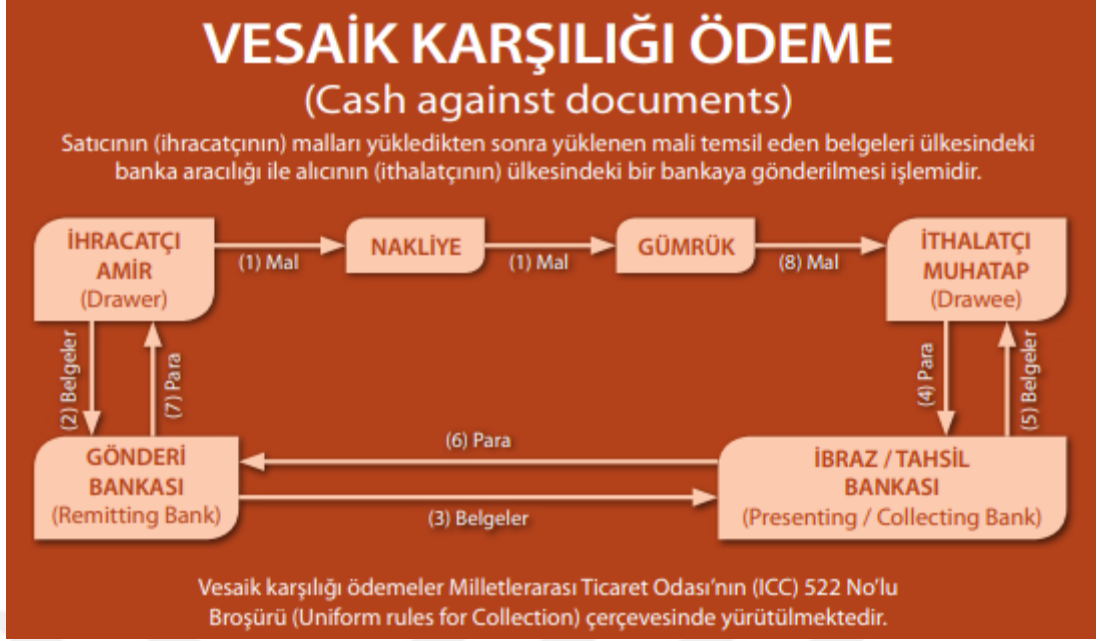 VESAİK KARŞILIĞI ÖDEME
(Cash against documents)
Satıcının (ihracatçının) malları yükledikten sonra yüklenen mali temsil eden belgeleri ülkesindeki
banka aracılığı ile alıcının (ithalatçının) ülkesindeki bir bankaya gönderilmesi işlemidir.
İHRACATÇI
AMİR
(Drawer)
(1) Mal
NAKLİYE
(1) Mal
GÜMRÜK
(8) Mal
İTHALATÇI
MUHATAP
(Drawee)
(2) Belgeler
(7) Para
(4) Para
(5) Belgeler
GÖNDERİ
BANKASI
(Remitting Bank)
(6) Para
(3) Belgeler
İBRAZ / TAHSİL
BANKASI
(Presenting / Collecting Bank)
Vesaik karşılığı ödemeler Milletlerarası Ticaret Odası'nın (ICC) 522 No'lu
Broşürü (Uniform rules for Collection) çerçevesinde yürütülmektedir.